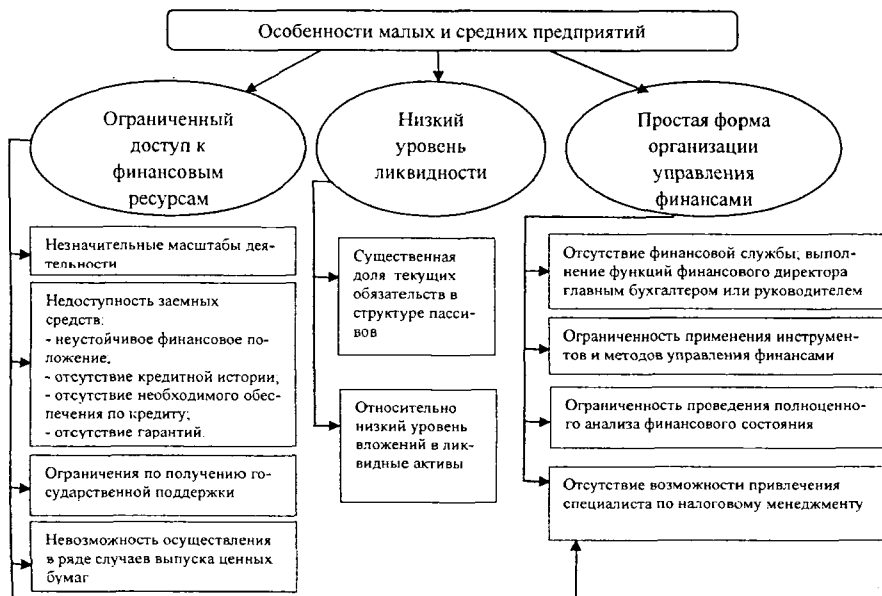 Особенности малых и средних предприятий
Ограниченный
доступ к
финансовым
ресурсам
Незначительные масштабы дея-
тельности
Недоступность заемных
средств:
- неустойчивое финансовое по-
ложение,
- отсутствие кредитной истории;
- отсутствие необходимого обес-
печения по кредиту;
- отсутствие гарантий.
Ограничения по получению го-
сударственной поддержки
Невозможность осуществления
в ряде случаев выпуска ценных
бумаг
Низкий
уровень
ликвидности
Существенная
доля текущих
обязательств в
структуре пасси-
вов
Относительно
низкий уровень
вложений в лик-
видные активы
Простая форма
организации
управления
финансами
Отсутствие финансовой службы; выпол-
нение функций финансового директора
главным бухгалтером или руководителем
Ограниченность применения инструмен-
тов и методов управления финансами
Ограниченность проведения полноценно-
го анализа финансового состояния
Отсутствие возможности привлечения
специалиста по налоговому менеджменту